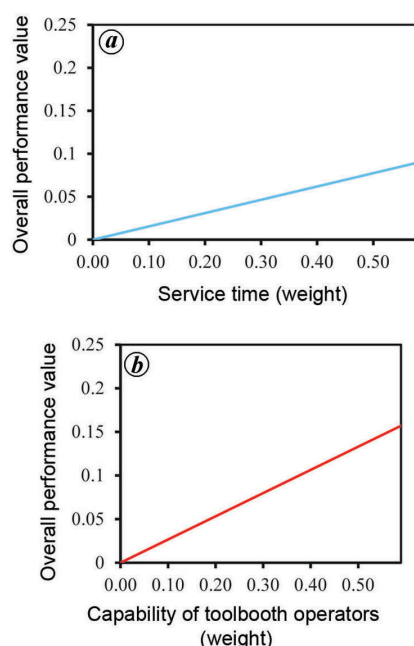 a
Overall performance value
0.25
0.2
0.15
0.1
0.05
0
0.00 0.10 0.20 0.30 0.40 0.50
Service time (weight)
b
Overall performance value
0.25
0.2
0.15
0.1
0.05
0
0.00 0.10 0.20 0.30 0.40 0.50
Capability of toolbooth operators
(weight)